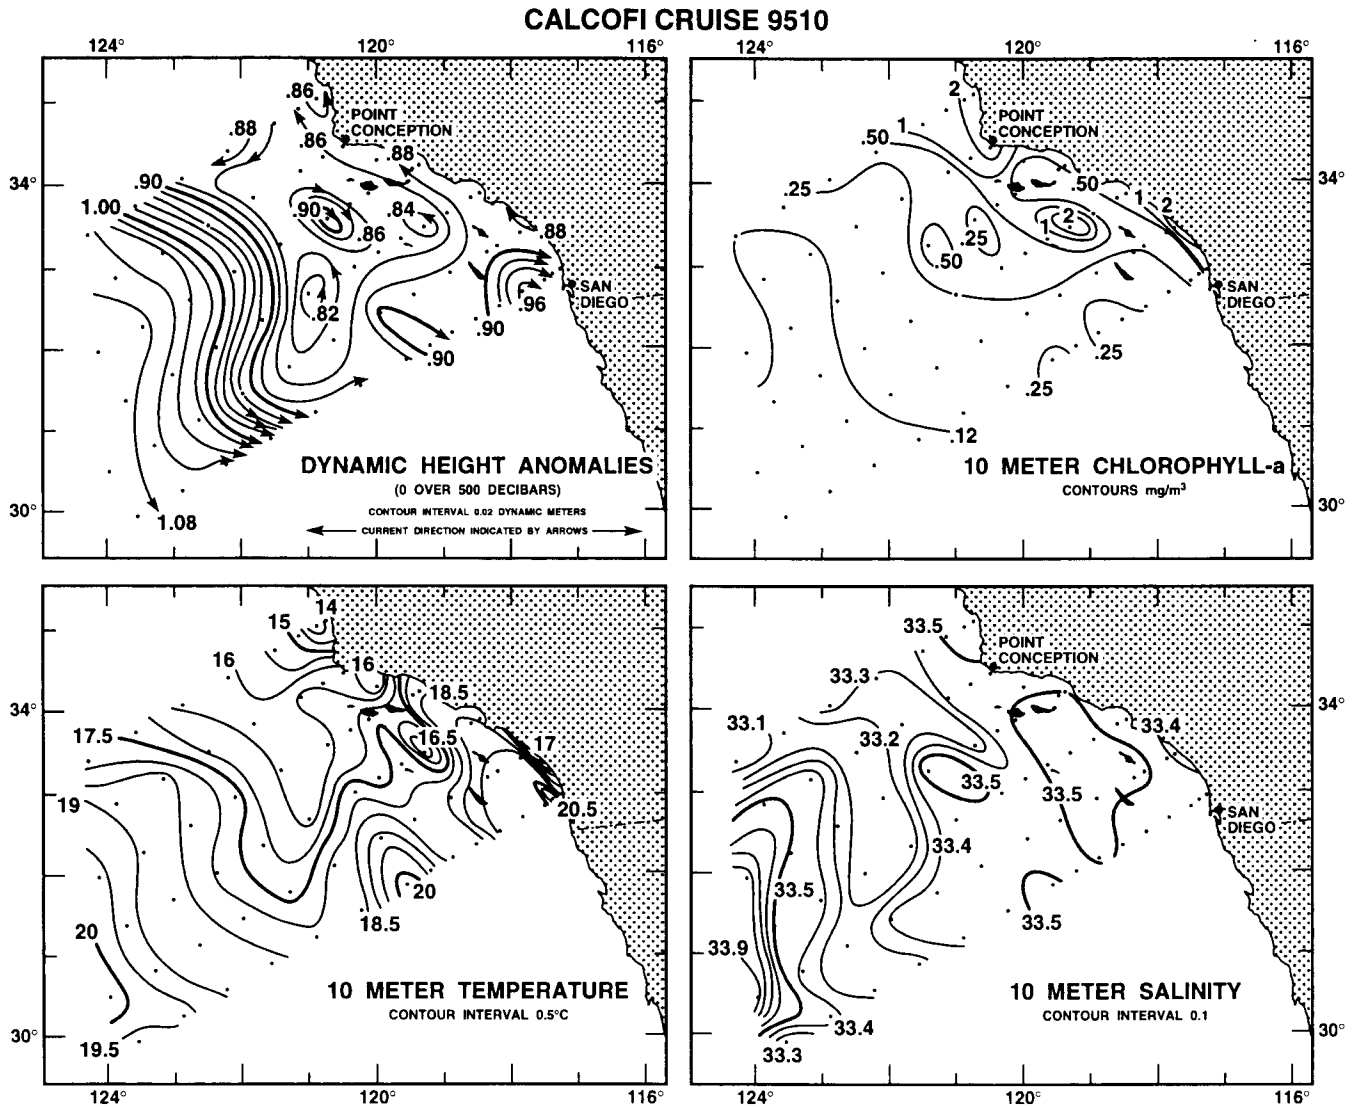 CALCOFI CRUISE 9510
124° 120° 116°
124° 120° 116°
.86
POINT
CONCEPTION
.88
.86
.88
34°
.90
1.00
.90
.84
.86
.88
.82
.96
SAN
DIEGO
.90
.90
DYNAMIC HEIGHT ANOMALIES
(0 OVER 500 DECIBARS)
CONTOUR INTERVAL 0.02 DYNAMIC METERS
CURRENT DIRECTION INDICATED BY ARROWS
30°
1.08
2
POINT
CONCEPTION
1
.50
.25
.50
34°
1
2
2
1
.25
.50
SAN
DIEGO
.25
.25
.12
10 METER CHLOROPHYLL-a
CONTOURS mg/m³
30°
14
15
16
16
18.5
34°
17.5
16.5
17
19
20.5
20
18.5
20
10 METER TEMPERATURE
CONTOUR INTERVAL 0.5°C
30°
19.5
124° 120° 116°
33.5
POINT
CONCEPTION
33.3
34°
33.1
33.2
33.4
33.5
33.5
SAN
DIEGO
33.4
33.5
33.5
33.9
10 METER SALINITY
CONTOUR INTERVAL 0.1
33.4
30°
33.3
124° 120° 116°